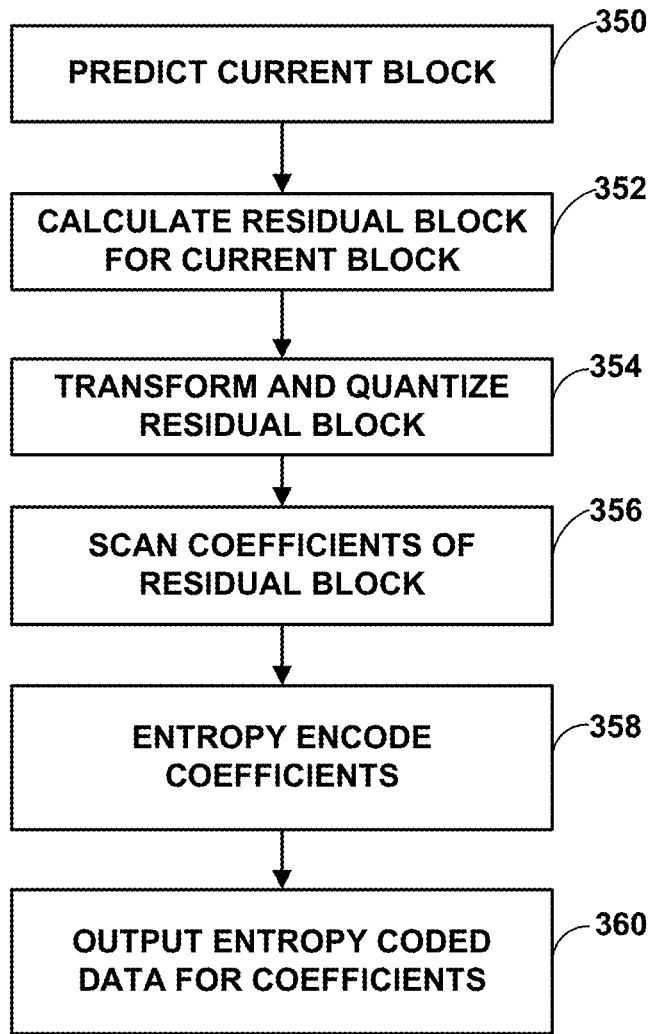 350
PREDICT CURRENT BLOCK
352
CALCULATE RESIDUAL BLOCK
FOR CURRENT BLOCK
354
TRANSFORM AND QUANTIZE
RESIDUAL BLOCK
356
SCAN COEFFICIENTS OF
RESIDUAL BLOCK
358
ENTROPY ENCODE
COEFFICIENTS
360
OUTPUT ENTROPY CODED
DATA FOR COEFFICIENTS